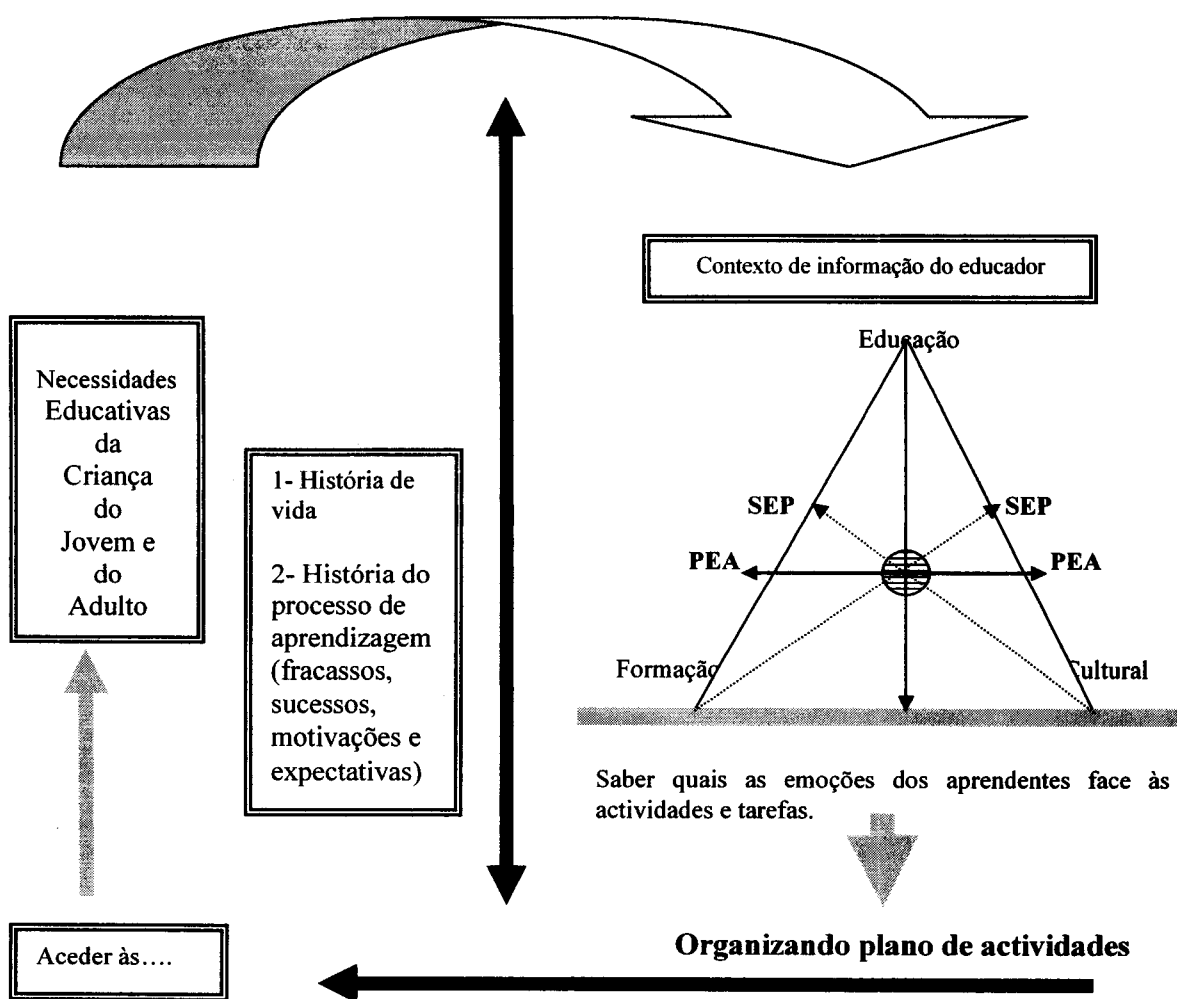 Contexto de informação do educador
Educação
Necessidades
Educativas
da
Criança
do
Jovem e
do
Adulto
1- História de
vida
2- História do
processo de
aprendizagem
(fracassos,
sucessos,
motivações e
expectativas)
SEP
SEP
PEA
PEA
Formação
Cultural
Saber quais as emoções dos aprendentes face às
actividades e tarefas.
Organizando plano de actividades
Aceder às….